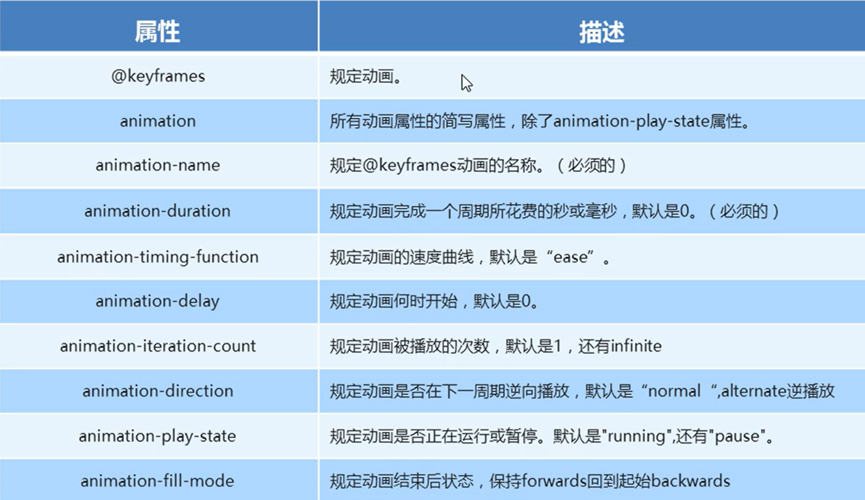 属性 描述
@keyframes 规定动画。
animation 所有动画属性的简写属性，除了animation-play-state属性。
animation-name 规定@keyframes动画的名称。（必须的）
animation-duration 规定动画完成一个周期所花费的秒或毫秒，默认是0。（必须的）
animation-timing-function 规定动画的速度曲线，默认是“ease”。
animation-delay 规定动画何时开始，默认是0。
animation-iteration-count 规定动画被播放的次数，默认是1，还有infinite
animation-direction 规定动画是否在下一周期逆向播放，默认是“normal“,alternate逆播放
animation-play-state 规定动画是否正在运行或暂停。默认是"running",还有"pause"。
animation-fill-mode 规定动画结束后状态，保持forwards回到起始backwards